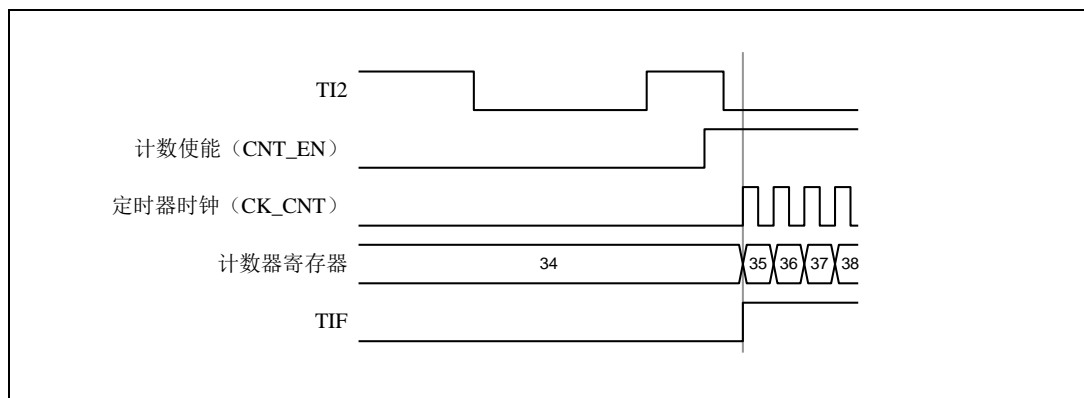 TI2
计数使能（CNT_EN）
定时器时钟（CK_CNT）
计数器寄存器 34 35 36 37 38
TIF